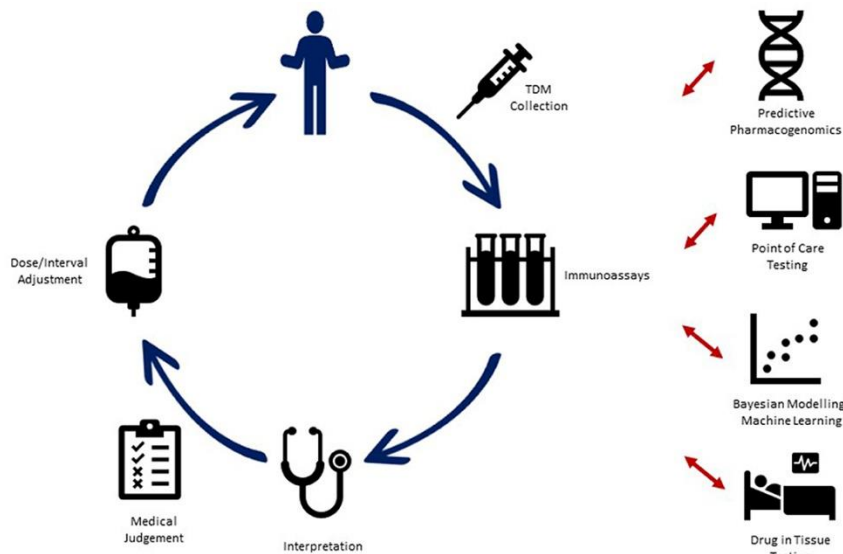 TDM
Collection
Predictive
Pharmacogenomics
Dose/Interval
Adjustment
Immunoassays
Point of Care
Testing
Bayesian Modelling
Machine Learning
Medical
Judgement
Interpretation
Drug in Tissue